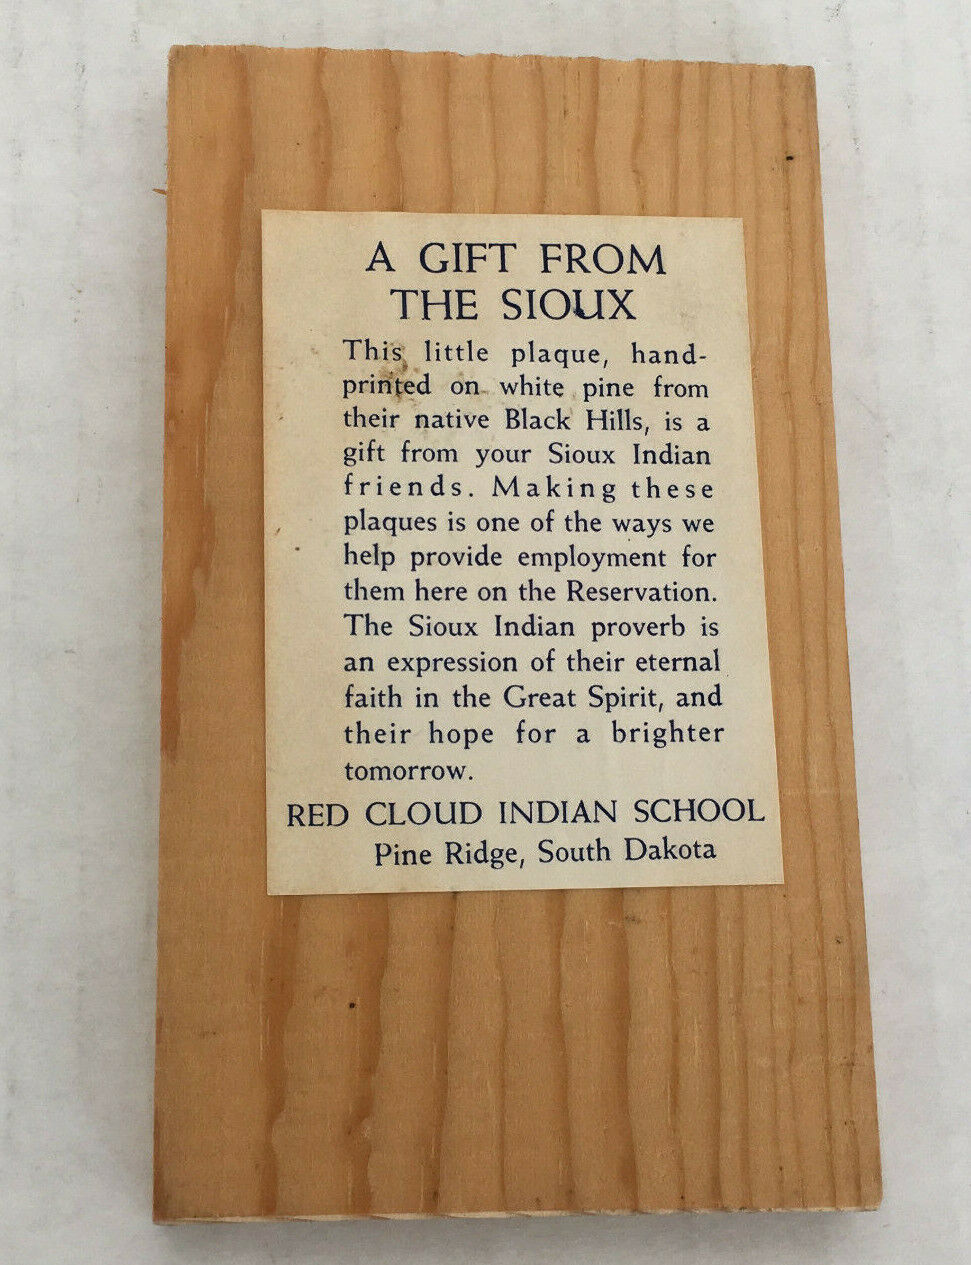 A GIFT FROM
THE SIOUX
This little plaque, hand-
printed on white pine from
their native Black Hills, is a
gift from your Sioux Indian
friends. Making these
plaques is one of the ways we
help provide employment for
them here on the Reservation.
The Sioux Indian proverb is
an expression of their eternal
faith in the Great Spirit, and
their hope for a brighter
tomorrow.
RED CLOUD INDIAN SCHOOL
Pine Ridge, South Dakota